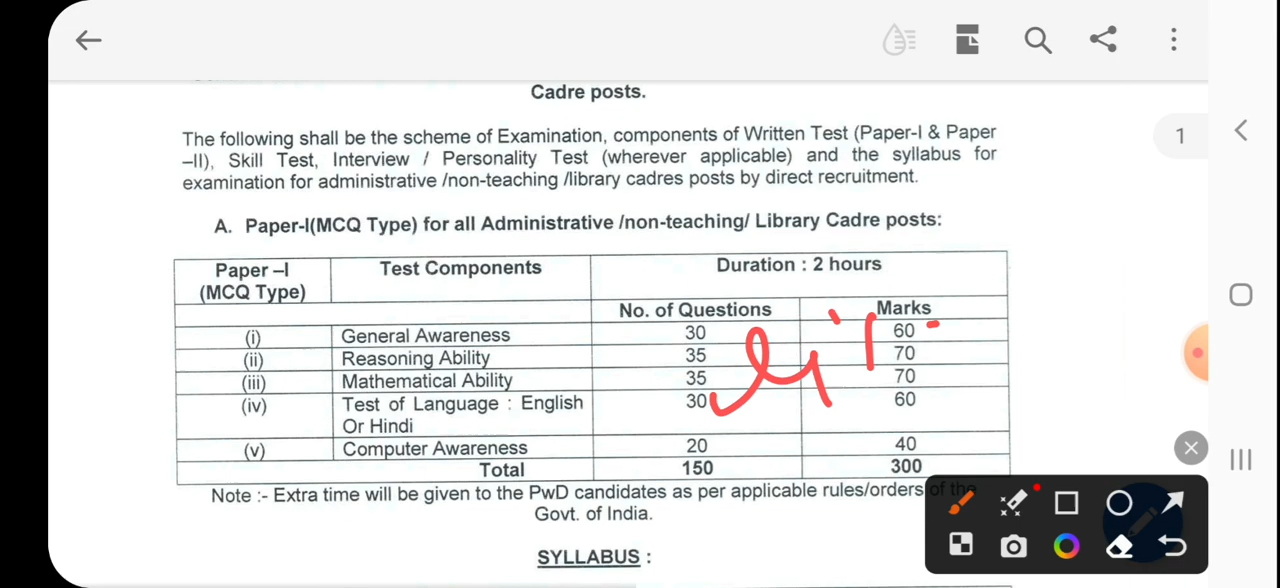 Cadre posts.
1
The following shall be the scheme of Examination, components of Written Test (Paper-I & Paper
–II), Skill Test, Interview / Personality Test (wherever applicable) and the syllabus for
examination for administrative /non-teaching /library cadres posts by direct recruitment.
A. Paper-I(MCQ Type) for all Administrative /non-teaching/ Library Cadre posts:
Paper –I Test Components Duration : 2 hours
(MCQ Type)
No. of Questions Marks
(i) General Awareness 30 60
(ii) Reasoning Ability 35 70
(iii) Mathematical Ability 35 70
(iv) Test of Language : English 30 60
Or Hindi
(v) Computer Awareness 20 40
Total 150 300
Note :- Extra time will be given to the PwD candidates as per applicable rules/orders of the
Govt. of India.
SYLLABUS :